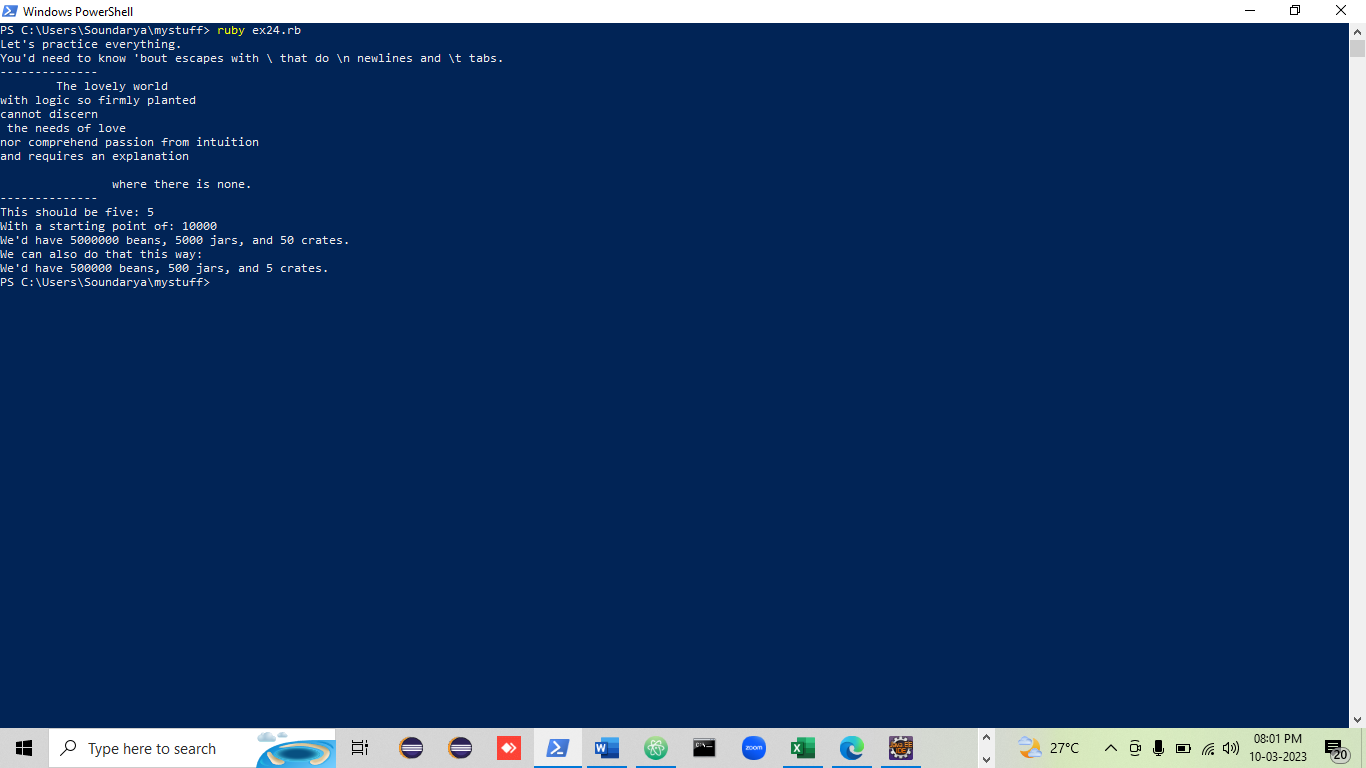 Windows PowerShell
PS C:\Users\Soundarya\mystuff> ruby ex24.rb
Let's practice everything.
You'd need to know 'bout escapes with \ that do \n newlines and \t tabs.
--------------
        The lovely world
with logic so firmly planted
cannot discern
 the needs of love
nor comprehend passion from intuition
and requires an explanation
                where there is none.
--------------
This should be five: 5
With a starting point of: 10000
We'd have 5000000 beans, 5000 jars, and 50 crates.
We can also do that this way:
We'd have 500000 beans, 500 jars, and 5 crates.
PS C:\Users\Soundarya\mystuff>
Type here to search
zoom
27°C
08:01 PM
10-03-2023
20